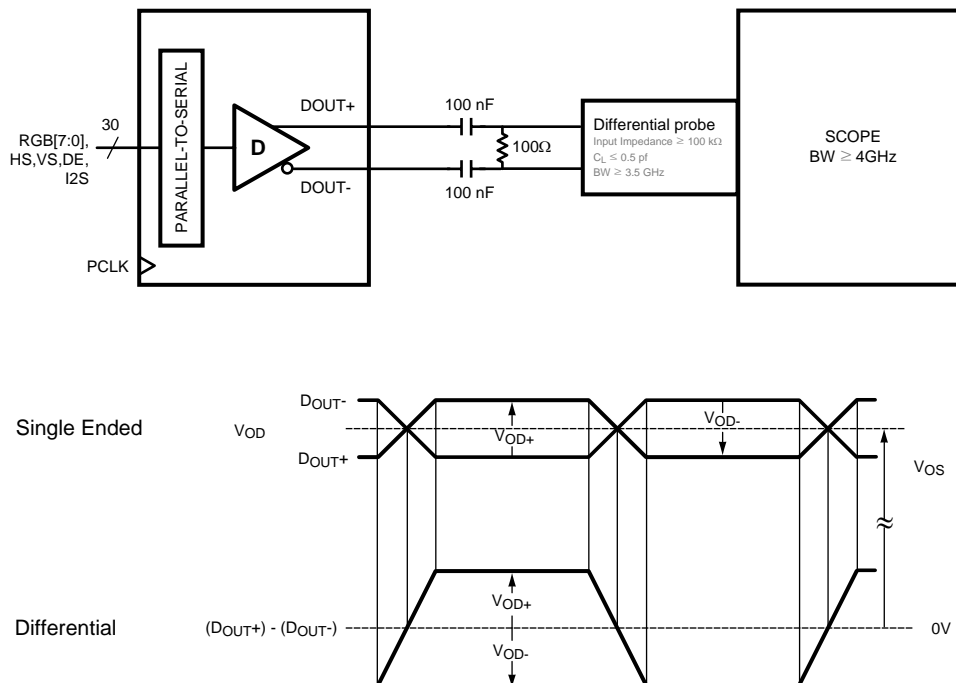 DOUT+
100 nF
30
PARALLEL-TO-SERIAL
RGB[7:0],
HS,VS,DE,
I2S
D
100Ω
DOUT-
100 nF
PCLK
Differential probe
Input Impedance ≥ 100 kΩ
CL ≤ 0.5 pf
BW ≥ 3.5 GHz
SCOPE
BW ≥ 4GHz
DOUT-
Single Ended
VOD
VOD+
VOD-
DOUT+
VOS
≈
VOD+
Differential
(DOUT+) - (DOUT-)
0V
VOD-